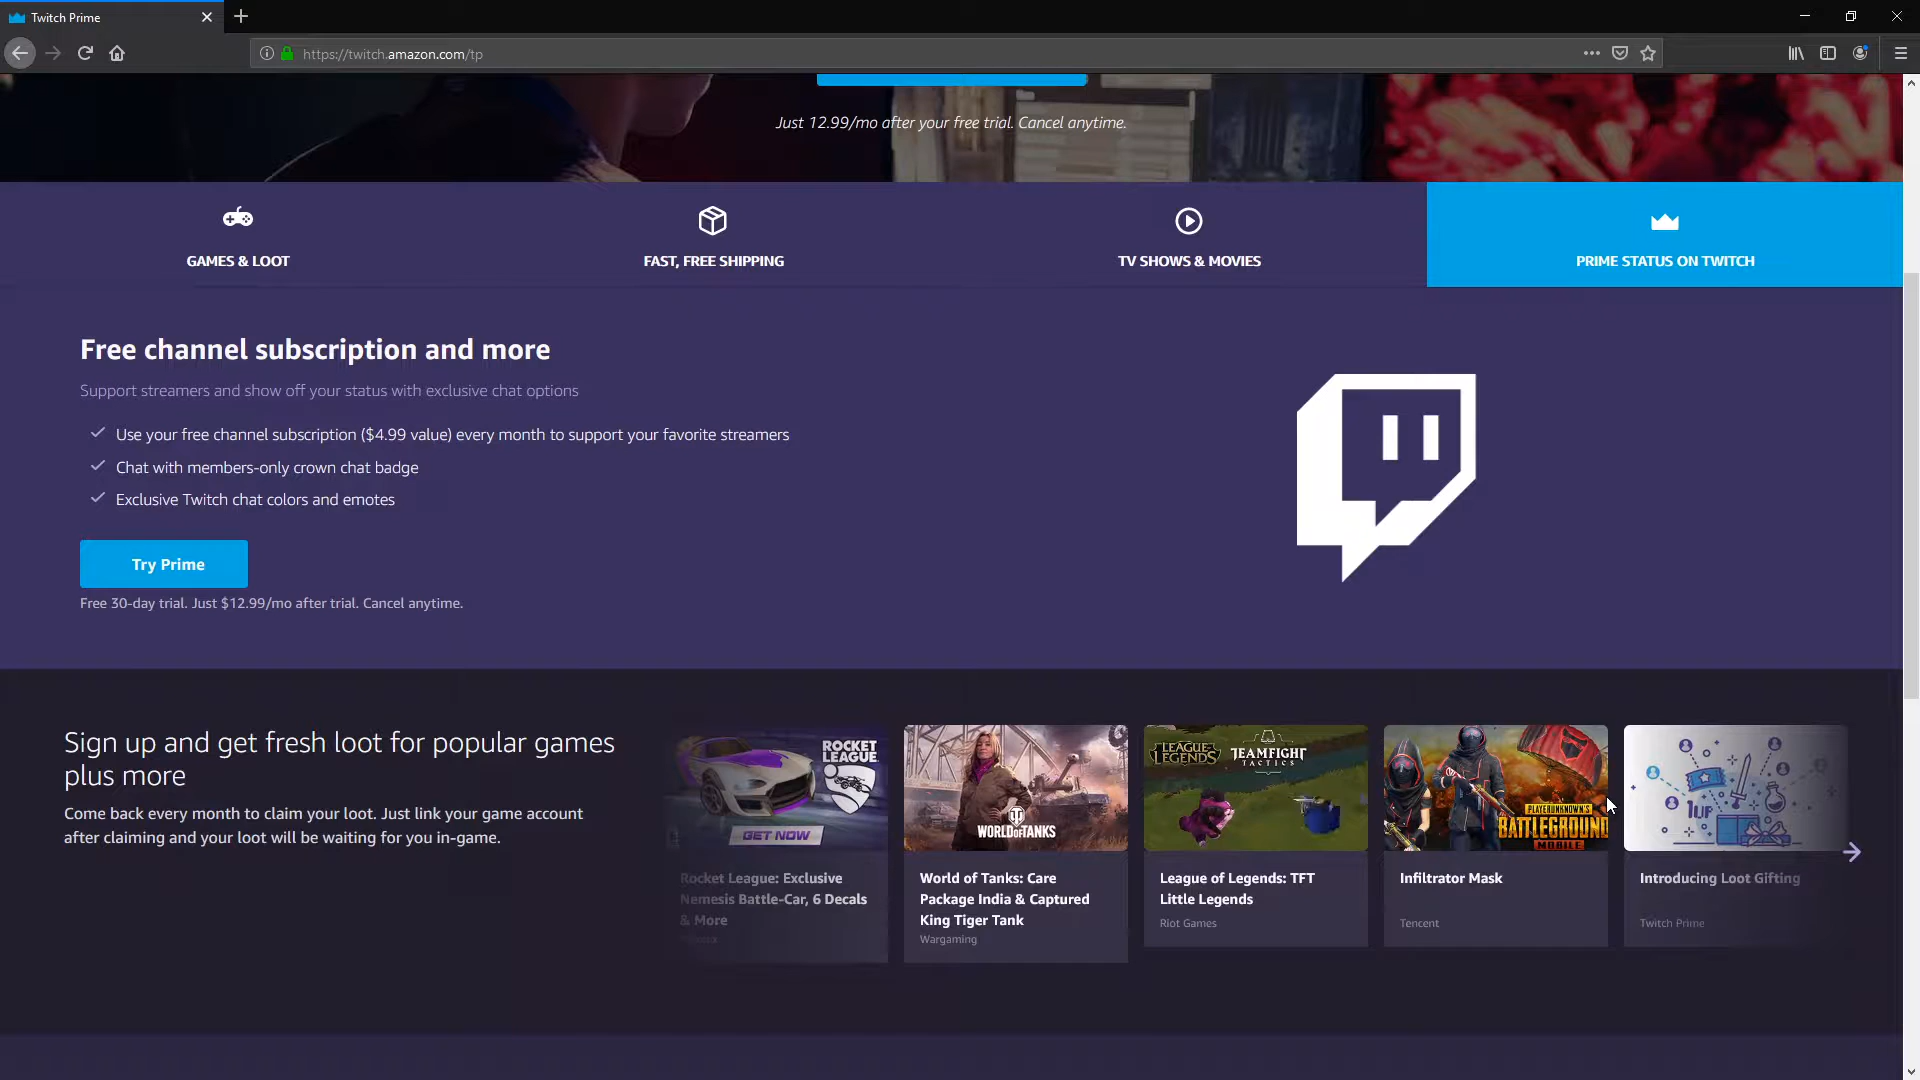 Twitch Prime
https://twitch.amazon.com/tp
Just 12.99/mo after your free trial. Cancel anytime.
GAMES & LOOT
FAST, FREE SHIPPING
TV SHOWS & MOVIES
PRIME STATUS ON TWITCH
Free channel subscription and more
Support streamers and show off your status with exclusive chat options
Use your free channel subscription ($4.99 value) every month to support your favorite streamers
Chat with members-only crown chat badge
Exclusive Twitch chat colors and emotes
Try Prime
Free 30-day trial. Just $12.99/mo after trial. Cancel anytime.
Sign up and get fresh loot for popular games
plus more
Come back every month to claim your loot. Just link your game account
after claiming and your loot will be waiting for you in-game.
ROCKET
LEAGUE
GET NOW
Rocket League: Exclusive
Nemesis Battle-Car, 6 Decals
& More
WORLD OF TANKS
World of Tanks: Care
Package India & Captured
King Tiger Tank
Wargaming
LEAGUE OF
LEGENDS
TEAMFIGHT
TACTICS
League of Legends: TFT
Little Legends
Riot Games
PLAYERUNKNOWN'S
BATTLEGROUND
MOBILE
Infiltrator Mask
Tencent
1UP
Introducing Loot Gifting
Twitch Prime